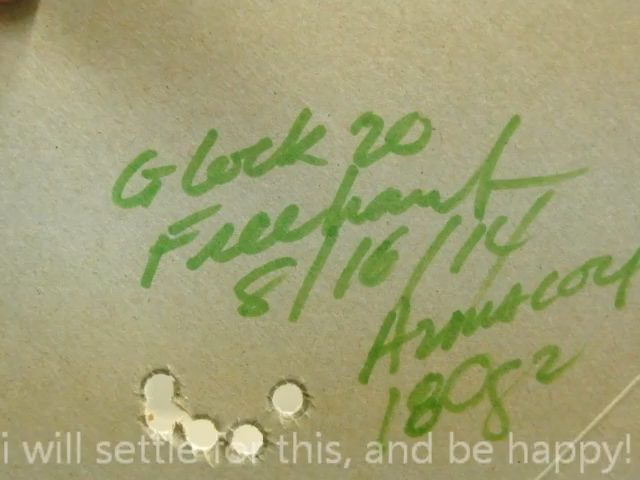 Glock 20
Freehand
8/16/14
Armscor
180gr
i will settle for this, and be happy!